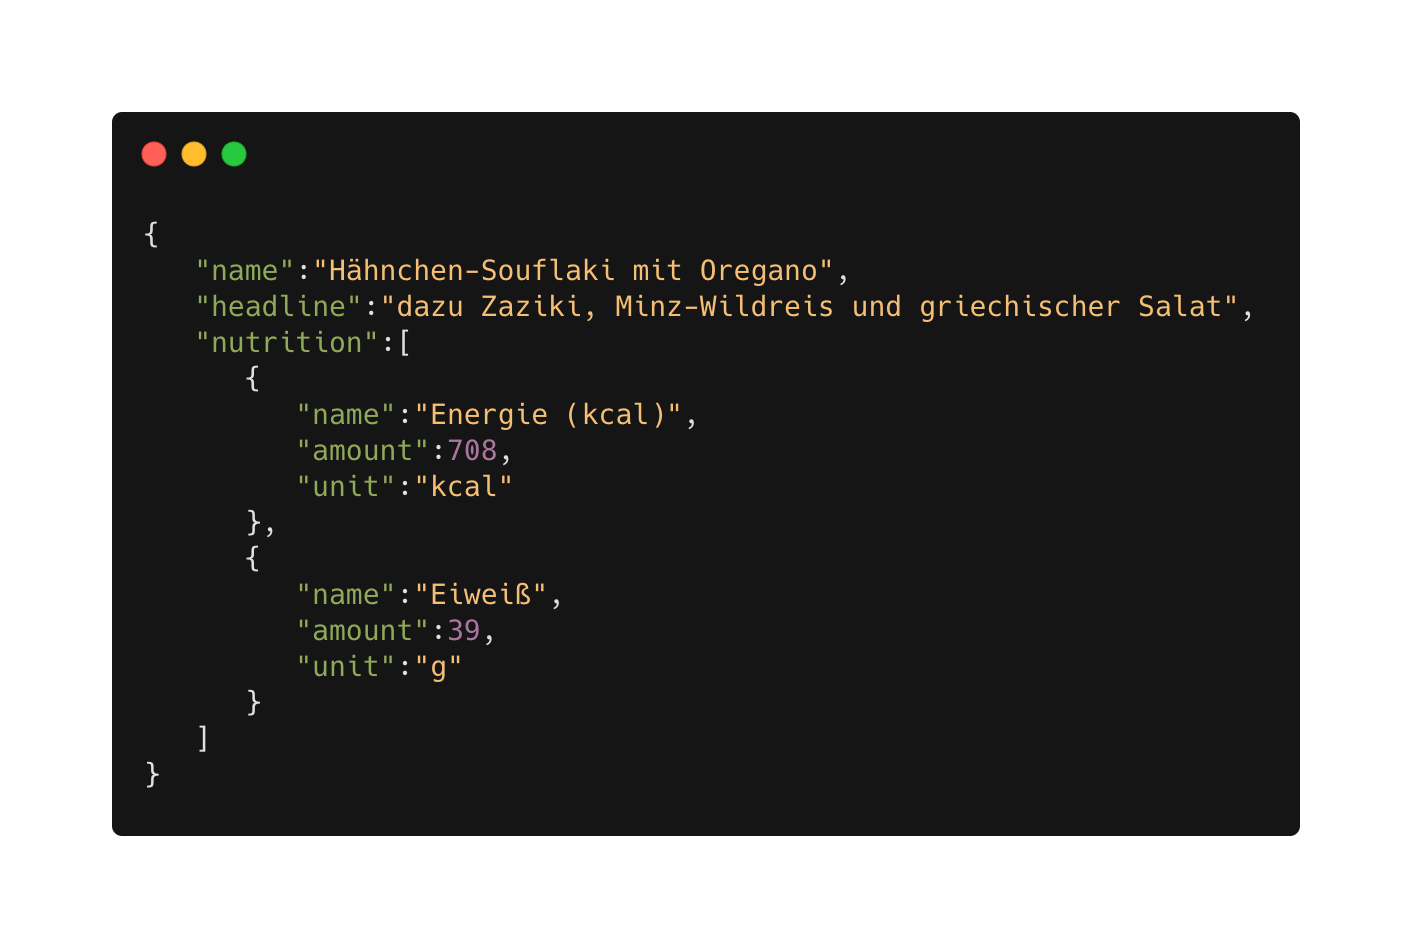 {
   "name":"Hähnchen-Souflaki mit Oregano",
   "headline":"dazu Zaziki, Minz-Wildreis und griechischer Salat",
   "nutrition":[
      {
         "name":"Energie (kcal)",
         "amount":708,
         "unit":"kcal"
      },
      {
         "name":"Eiweiß",
         "amount":39,
         "unit":"g"
      }
   ]
}